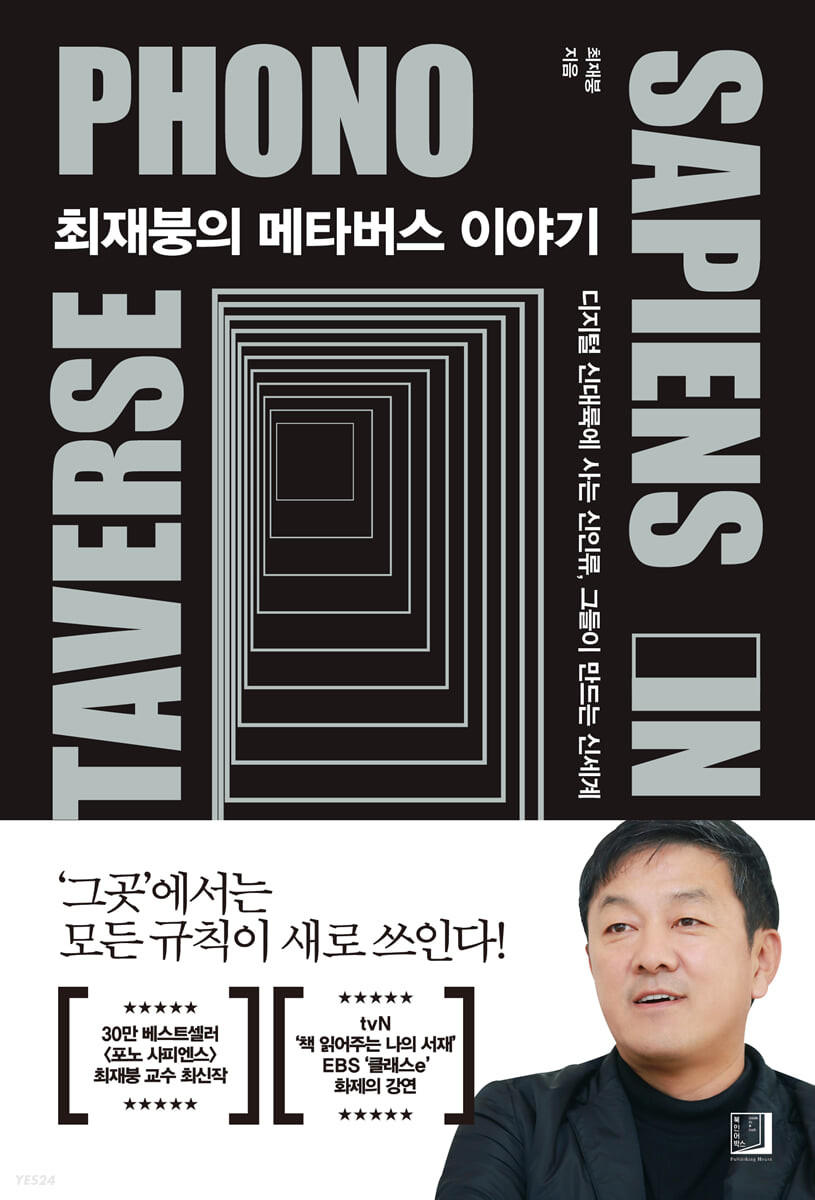 PHONO
SAPIENS IN
TAVERSE
최재붕
지음
최재붕의 메타버스 이야기
디지털 신대륙에 사는 신인류, 그들이 만드는 신세계
‘그곳’에서는
모든 규칙이 새로 쓰인다!
★★★★★
30만 베스트셀러
〈포노 사피엔스〉
최재붕 교수 최신작
★★★★★
★★★★★
tvN
‘책 읽어주는 나의 서재’
EBS ‘클래스e’
화제의 강연
★★★★★
북
인어
박스
Publishing House
YES24